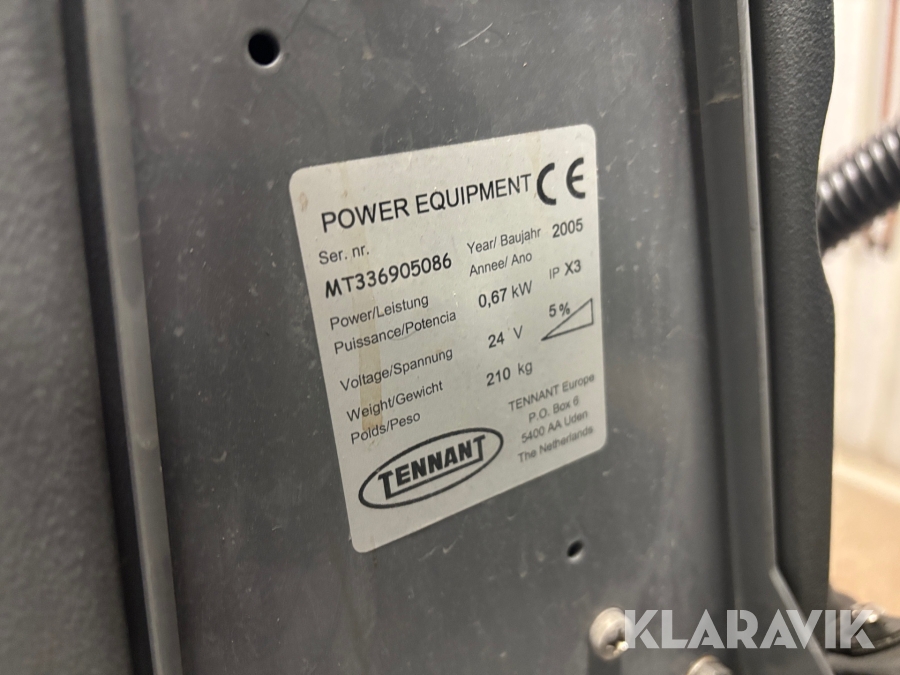 POWER EQUIPMENT CE
Ser. nr.
MT336905086
Year/ Baujahr 2005
Annee/ Ano
Power/Leistung
Puissance/Potencia
0,67 kW IP X3
Voltage/Spannung 24 V 5%
Weight/Gewicht 210 kg
Polds/Peso
TENNANT
TENNANT Europe
P.O. Box 6
5400 AA Uden
The Netherlands
KLARAVIK